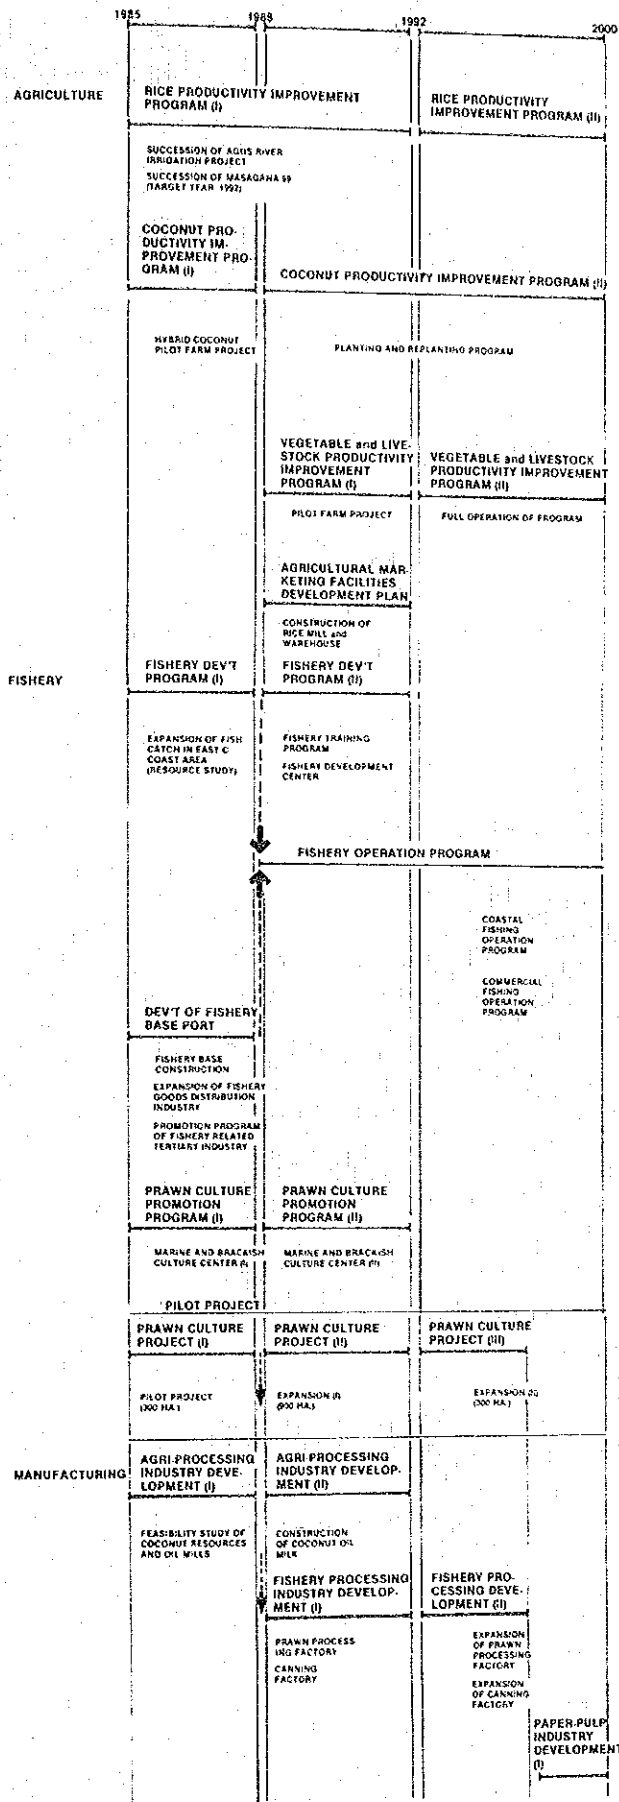 1985 1988 1992 2000
AGRICULTURE
RICE PRODUCTIVITY IMPROVEMENT
PROGRAM (I)
RICE PRODUCTIVITY
IMPROVEMENT PROGRAM (II)
SUCCESSION OF AGUS RIVER
IRRIGATION PROJECT
SUCCESSION OF MASAGANA 99
(TARGET YEAR 1992)
COCONUT PRO-
DUCTIVITY IM-
PROVEMENT PRO-
GRAM (I)
COCONUT PRODUCTIVITY IMPROVEMENT PROGRAM (II)
HYBRID COCONUT
PILOT FARM PROJECT
PLANTING AND REPLANTING PROGRAM
VEGETABLE and LIVE-
STOCK PRODUCTIVITY
IMPROVEMENT
PROGRAM (I)
VEGETABLE and LIVESTOCK
PRODUCTIVITY IMPROVEMENT
PROGRAM (II)
PILOT FARM PROJECT
FULL OPERATION OF PROGRAM
AGRICULTURAL MAR-
KETING FACILITIES
DEVELOPMENT PLAN
CONSTRUCTION OF
RICE MILL and
WAREHOUSE
FISHERY
FISHERY DEV'T
PROGRAM (I)
FISHERY DEV'T
PROGRAM (II)
EXPANSION OF FISH
CATCH IN EAST C
COAST AREA
(RESOURCE STUDY)
FISHERY TRAINING
PROGRAM
FISHERY DEVELOPMENT
CENTER
FISHERY OPERATION PROGRAM
COASTAL
FISHING
OPERATION
PROGRAM
COMMERCIAL
FISHING
OPERATION
PROGRAM
DEV'T OF FISHERY
BASE PORT
FISHERY BASE
CONSTRUCTION
EXPANSION OF FISHERY
GOODS DISTRIBUTION
INDUSTRY
PROMOTION PROGRAM
OF FISHERY RELATED
TERTIARY INDUSTRY
PRAWN CULTURE
PROMOTION
PROGRAM (I)
PRAWN CULTURE
PROMOTION
PROGRAM (II)
MARINE AND BRACKISH
CULTURE CENTER (I)
MARINE AND BRACKISH
CULTURE CENTER (II)
PILOT PROJECT
PRAWN CULTURE
PROJECT (I)
PRAWN CULTURE
PROJECT (II)
PRAWN CULTURE
PROJECT (III)
PILOT PROJECT
(300 HA.)
EXPANSION (I)
(900 HA.)
EXPANSION (II)
(300 HA.)
MANUFACTURING
AGRI-PROCESSING
INDUSTRY DEVE-
LOPMENT (I)
AGRI-PROCESSING
INDUSTRY DEVELOP-
MENT (II)
FEASIBILITY STUDY OF
COCONUT RESOURCES
AND OIL MILLS
CONSTRUCTION
OF COCONUT OIL
MILK
FISHERY PROCESSING
INDUSTRY DEVELOP-
MENT (I)
FISHERY PRO-
CESSING DEVE-
LOPMENT (II)
PRAWN PROCESS
ING FACTORY
CANNING
FACTORY
EXPANSION
OF PRAWN
PROCESSING
FACTORY
EXPANSION
OF CANNING
FACTORY
PAPER-PULP
INDUSTRY
DEVELOPMENT
(I)